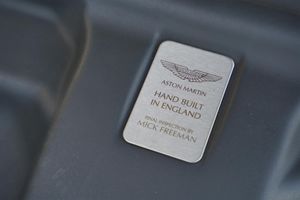 ASTON MARTIN
HAND BUILT
IN ENGLAND
FINAL INSPECTION BY
MICK FREEMAN